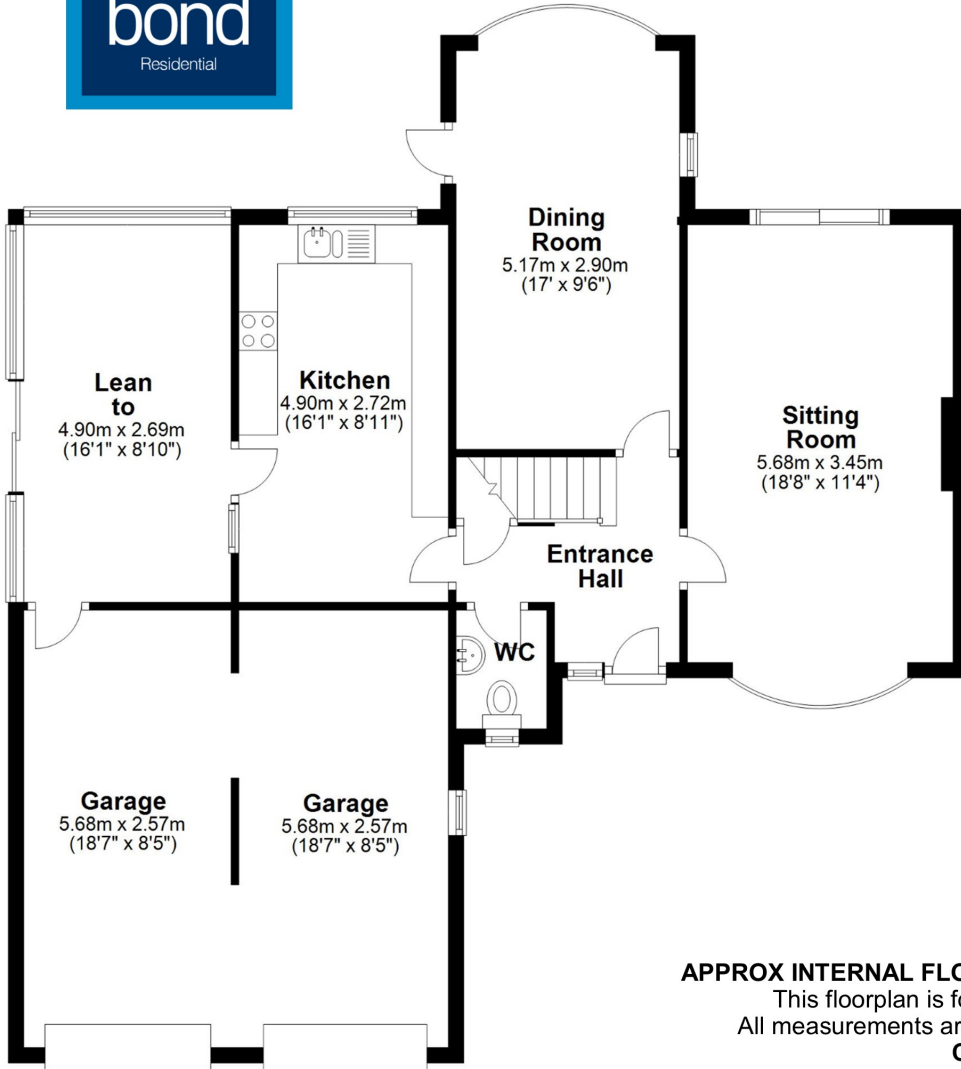 bond
Residential
Dining
Room
5.17m x 2.90m
(17' x 9'6")
Lean
to
4.90m x 2.69m
(16'1" x 8'10")
Kitchen
4.90m x 2.72m
(16'1" x 8'11")
Sitting
Room
5.68m x 3.45m
(18'8" x 11'4")
Entrance
Hall
WC
Garage
5.68m x 2.57m
(18'7" x 8'5")
Garage
5.68m x 2.57m
(18'7" x 8'5")
APPROX INTERNAL
This floorplan is
All measurements